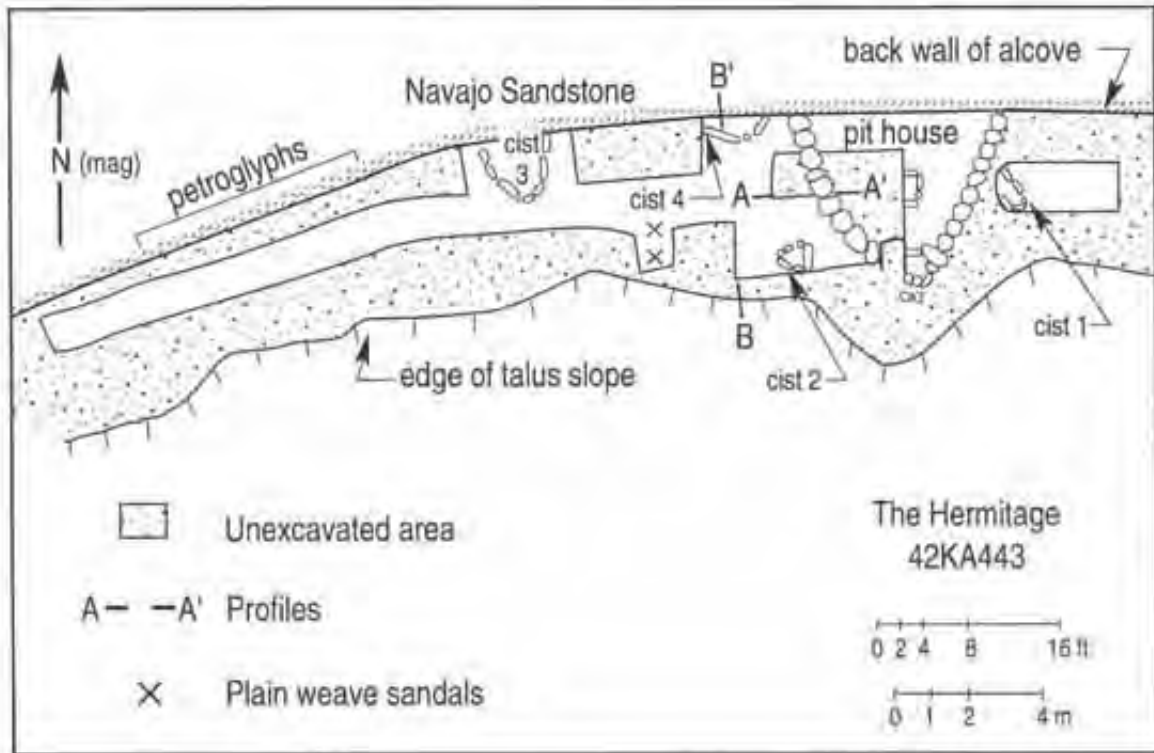 back wall of alcove
B'
Navajo Sandstone
pit house
N (mag)
petroglyphs
cist
3
cist 4
A
A'
B
cist 1
cist 2
edge of talus slope
Unexcavated area
The Hermitage
42KA443
A
A'
Profiles
0 2 4 8 16 ft
Plain weave sandals
0 1 2 4 m